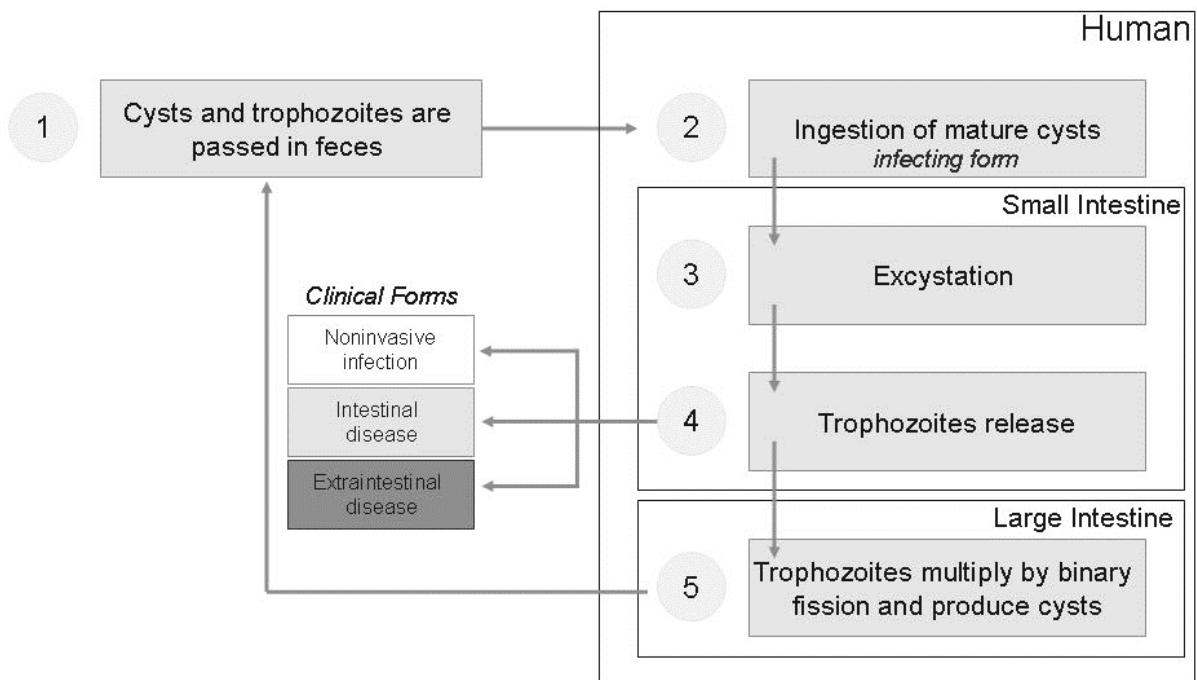 Human
1
Cysts and trophozoites are
passed in feces
2
Ingestion of mature cysts
infecting form
Small Intestine
3
Excystation
Clinical Forms
Noninvasive
infection
Intestinal
disease
Extraintestinal
disease
4
Trophozoites release
Large Intestine
5
Trophozoites multiply by binary
fission and produce cysts